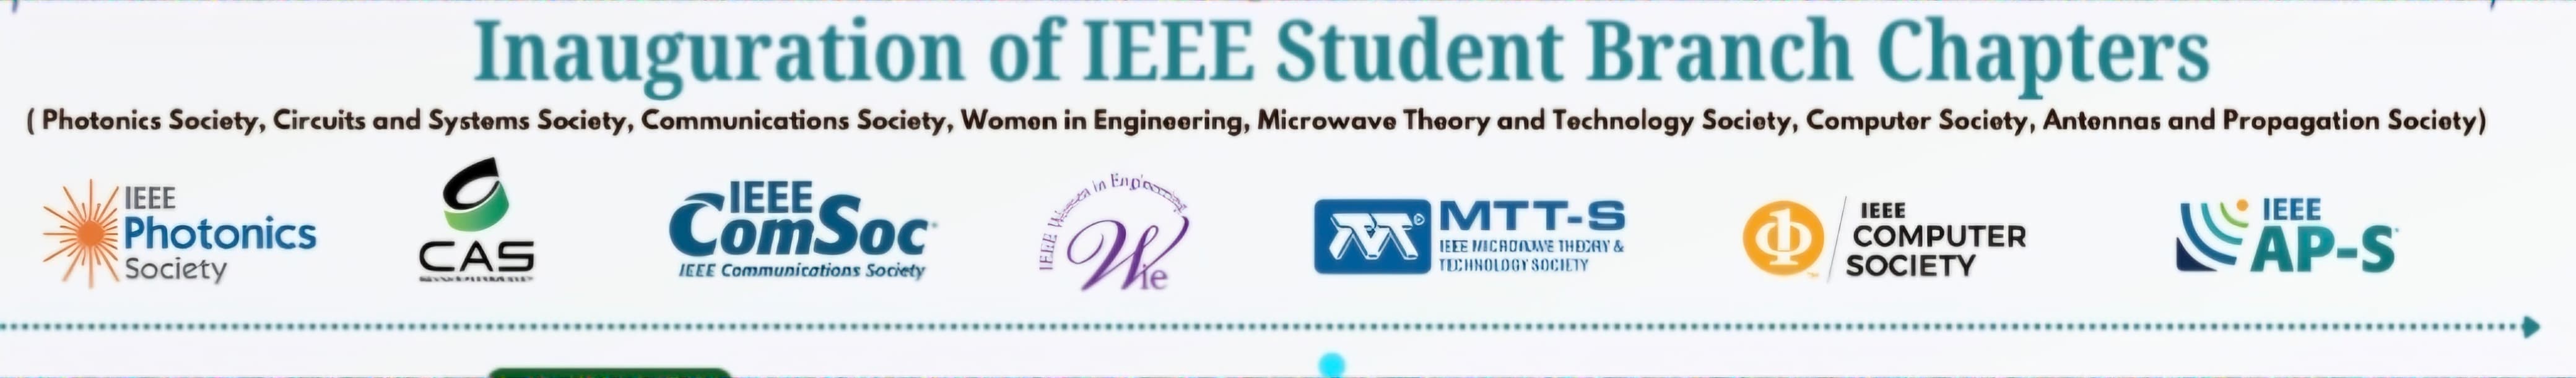 Inauguration of IEEE Student Branch Chapters
( Photonics Society, Circuits and Systems Society, Communications Society, Women in Engineering, Microwave Theory and Technology Society, Computer Society, Antennas and Propagation Society)
IEEE
Photonics
Society
CAS
IEEE
ComSoc
IEEE Communications Society
IEEE Women in Engineering
Wie
MTT-S
IEEE MICROWAVE THEORY &
TECHNOLOGY SOCIETY
IEEE
COMPUTER
SOCIETY
IEEE
AP-S